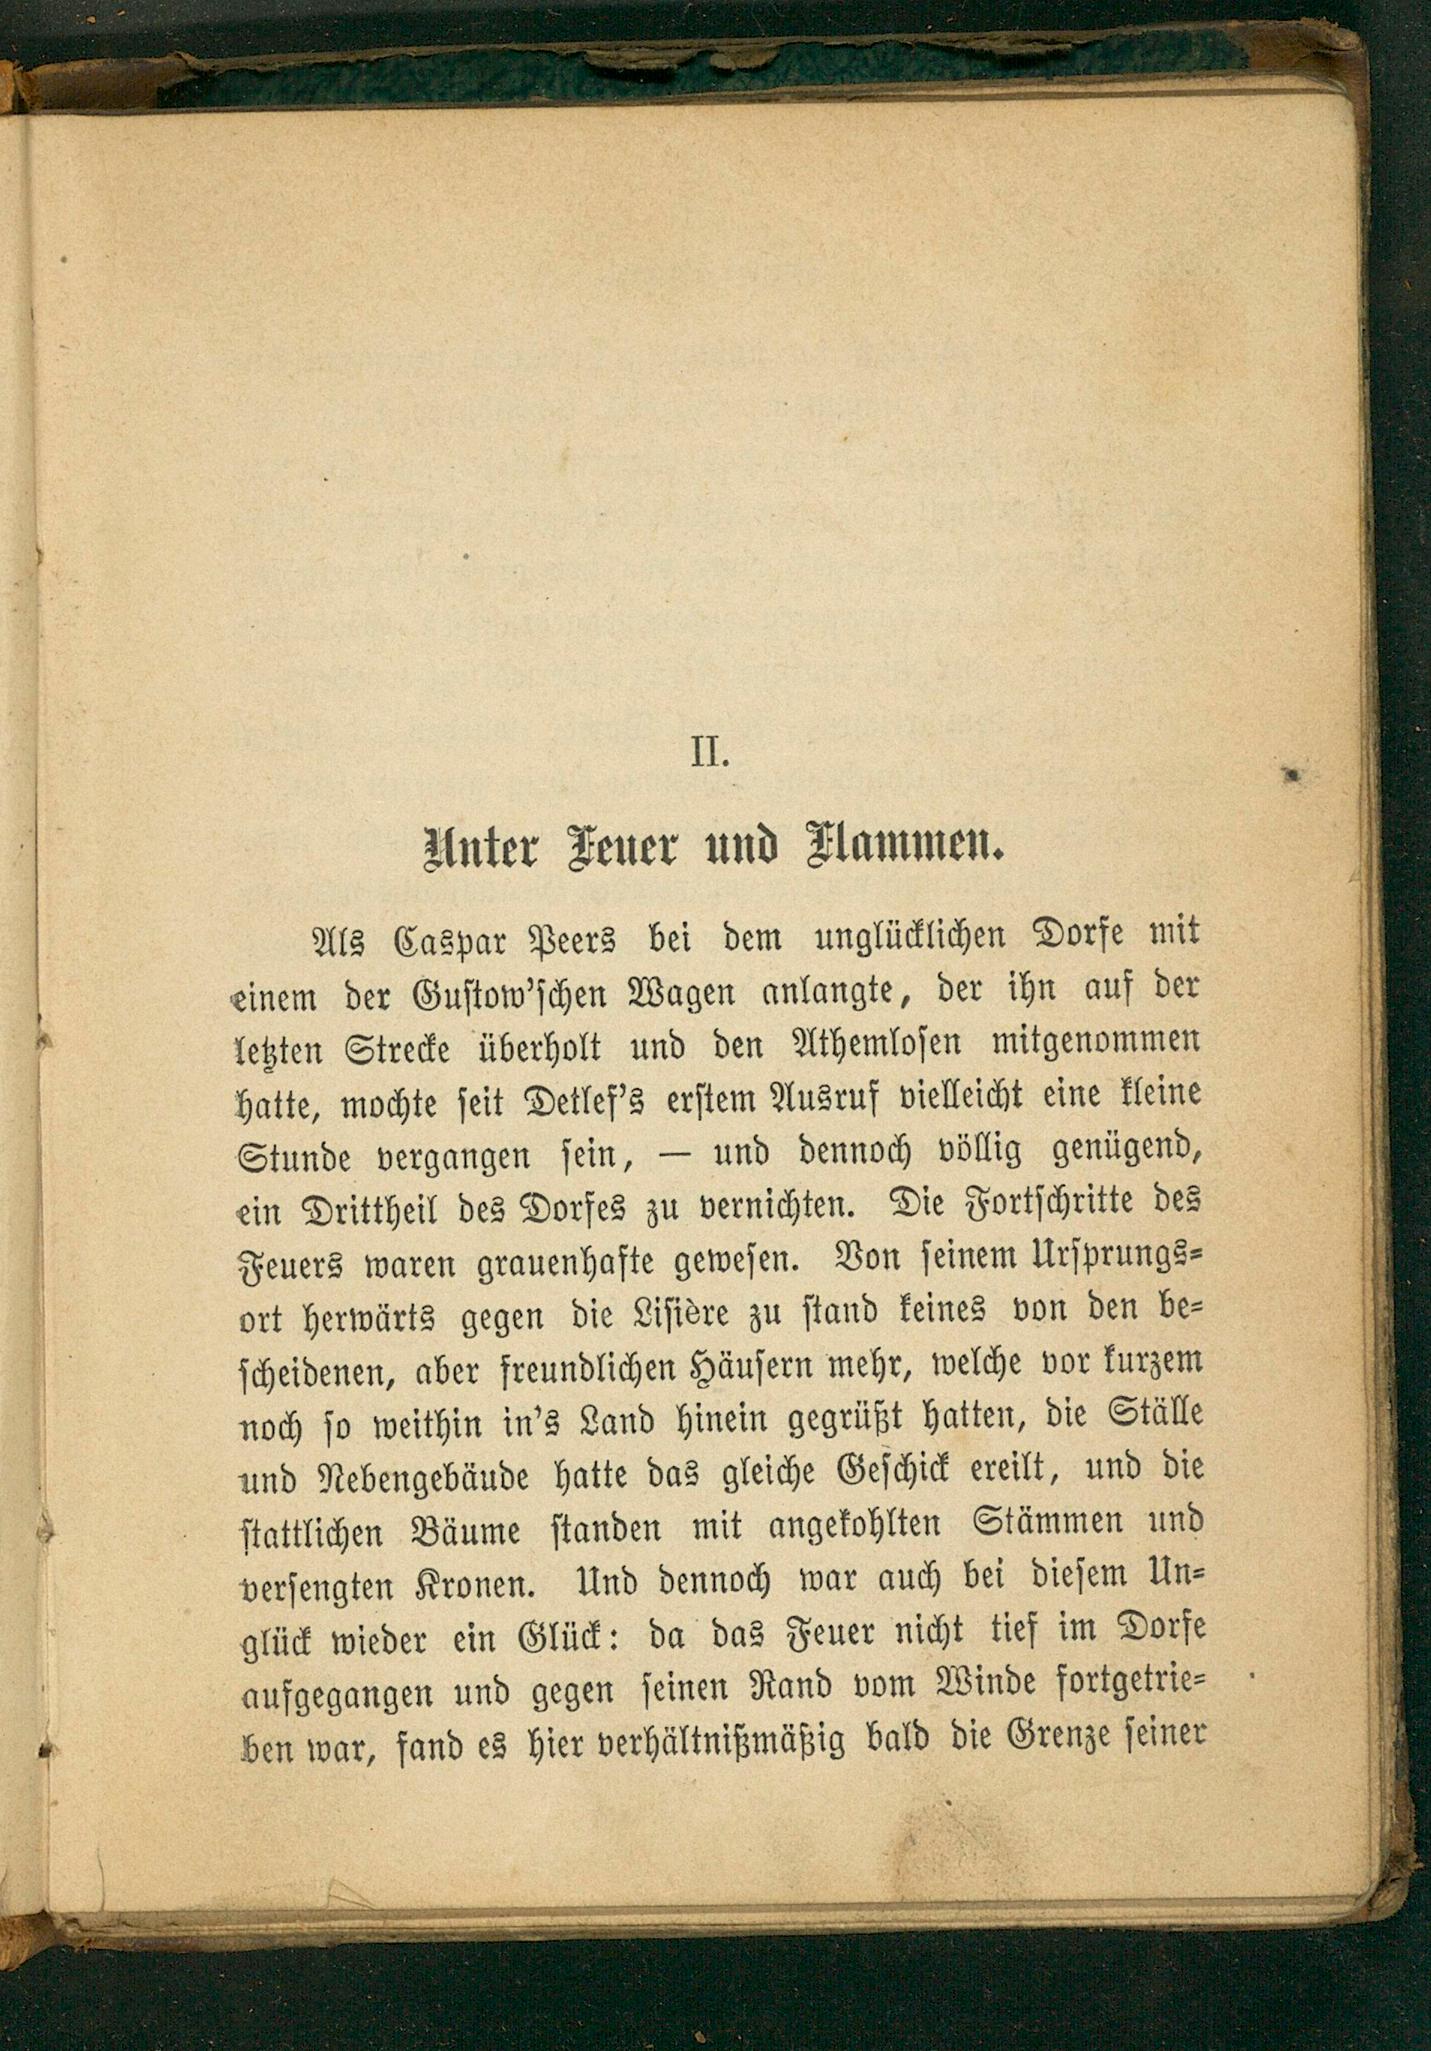 II.
Unter Feuer und Flammen.
Als Caspar Peers bei dem unglücklichen Dorfe mit
einem der Gustow'schen Wagen anlangte, der ihn auf der
letzten Strecke überholt und den Athemlosen mitgenommen
hatte, mochte seit Detlef's erstem Ausruf vielleicht eine kleine
Stunde vergangen sein, — und dennoch völlig genügend,
ein Drittheil des Dorfes zu vernichten. Die Fortschritte des
Feuers waren grauenhafte gewesen. Von seinem Ursprungs-
ort herwärts gegen die Lisière zu stand keines von den be-
scheidenen, aber freundlichen Häusern mehr, welche vor kurzem
noch so weithin in's Land hinein gegrüßt hatten, die Ställe
und Nebengebäude hatte das gleiche Geschick ereilt, und die
stattlichen Bäume standen mit angekohlten Stämmen und
versengten Kronen. Und dennoch war auch bei diesem Un-
glück wieder ein Glück: da das Feuer nicht tief im Dorfe
aufgegangen und gegen seinen Rand vom Winde fortgetrie-
ben war, fand es hier verhältnißmäßig bald die Grenze seiner